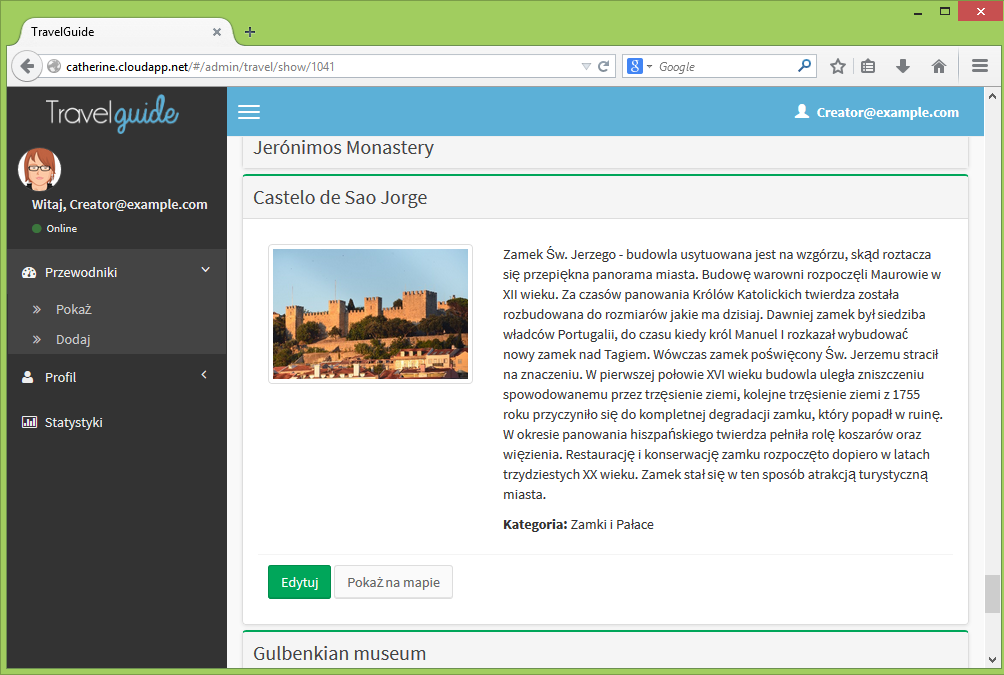 TravelGuide
catherine.cloudapp.net/#/admin/travel/show/1041
8
Google
Travelguide
Creator@example.com
Witaj, Creator@example.com
Online
Przewodniki
Pokaż
Dodaj
Profil
Statystyki
Jerónimos Monastery
Castelo de Sao Jorge
Zamek Św. Jerzego - budowla usytuowana jest na wzgórzu, skąd roztacza
się przepiękna panorama miasta. Budowę warowni rozpoczęli Maurowie w
XII wieku. Za czasów panowania Królów Katolickich twierdza została
rozbudowana do rozmiarów jakie ma dzisiaj. Dawniej zamek był siedziba
władców Portugalii, do czasu kiedy król Manuel I rozkazał wybudować
nowy zamek nad Tagiem. Wówczas zamek poświęcony Św. Jerzemu stracił
na znaczeniu. W pierwszej połowie XVI wieku budowla uległa zniszczeniu
spowodowanemu przez trzęsienie ziemi, kolejne trzęsienie ziemi z 1755
roku przyczyniło się do kompletnej degradacji zamku, który popadł w ruinę.
W okresie panowania hiszpańskiego twierdza pełniła rolę koszarów oraz
więzienia. Restaurację i konserwację zamku rozpoczęto dopiero w latach
trzydziestych XX wieku. Zamek stał się w ten sposób atrakcją turystyczną
miasta.
Kategoria: Zamki i Pałace
Edytuj
Pokaż na mapie
Gulbenkian museum